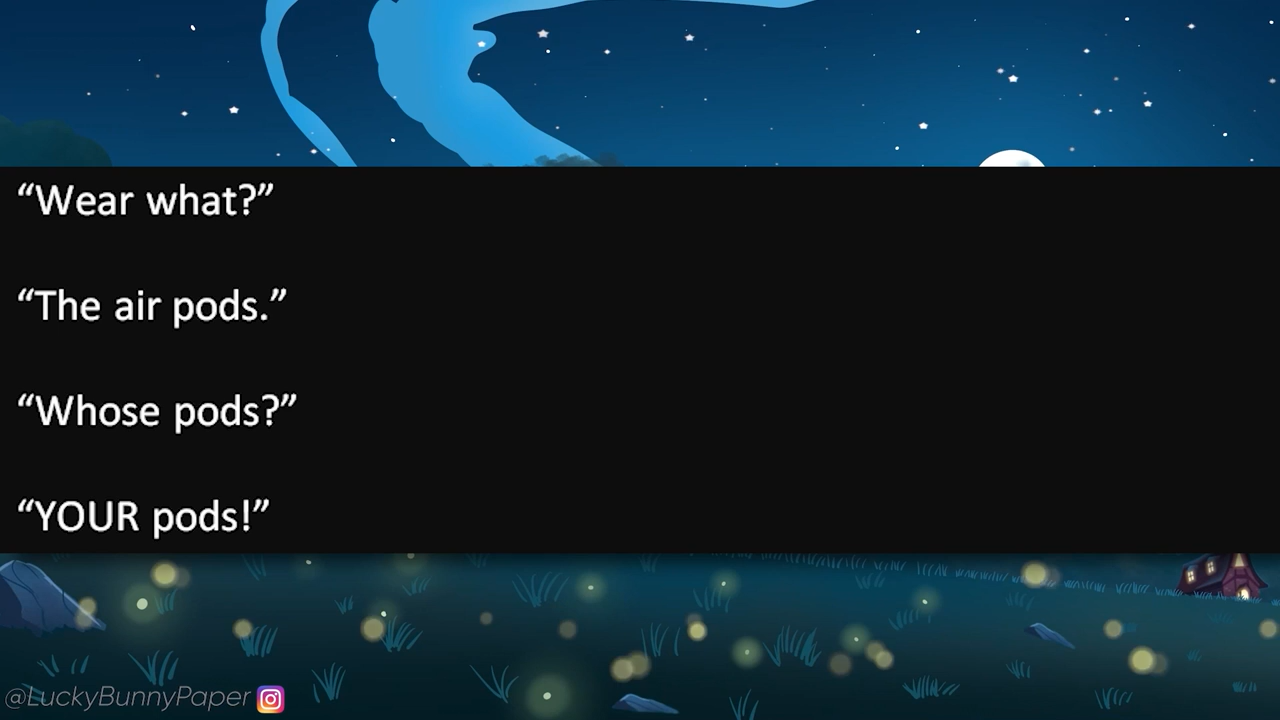 “Wear what?”
“The air pods.”
“Whose pods?”
“YOUR pods!”
@LuckyBunnyPaper